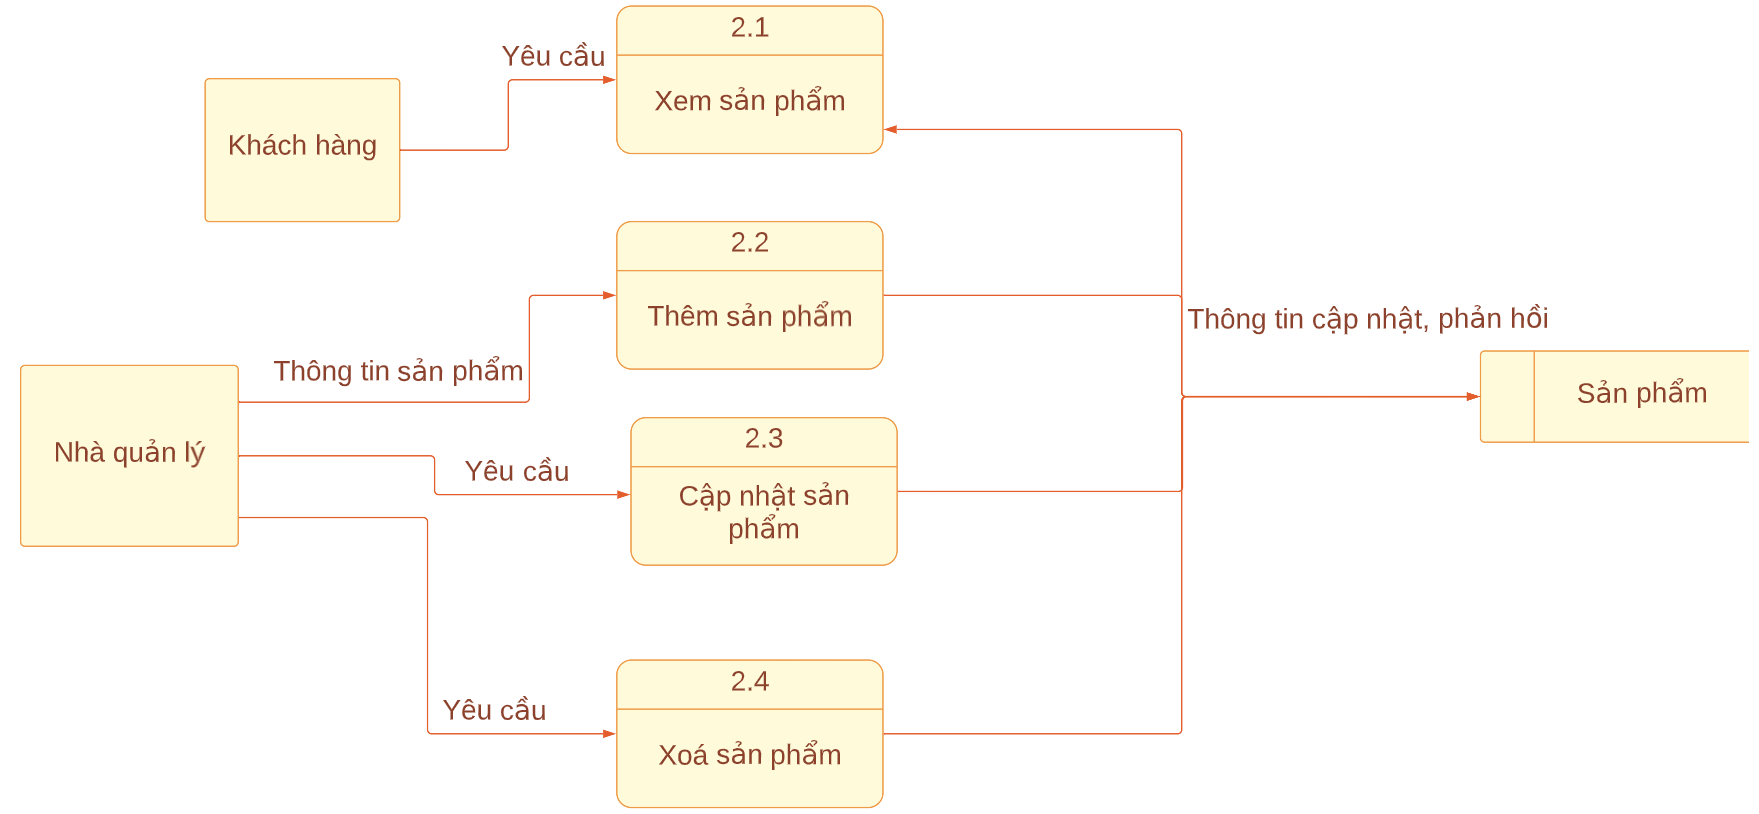 2.1
Yêu cầu
Xem sản phẩm
Khách hàng
2.2
Thêm sản phẩm
Thông tin cập nhật, phản hồi
Thông tin sản phẩm
Sản phẩm
2.3
Nhà quản lý
Yêu cầu
Cập nhật sản
phẩm
2.4
Yêu cầu
Xoá sản phẩm